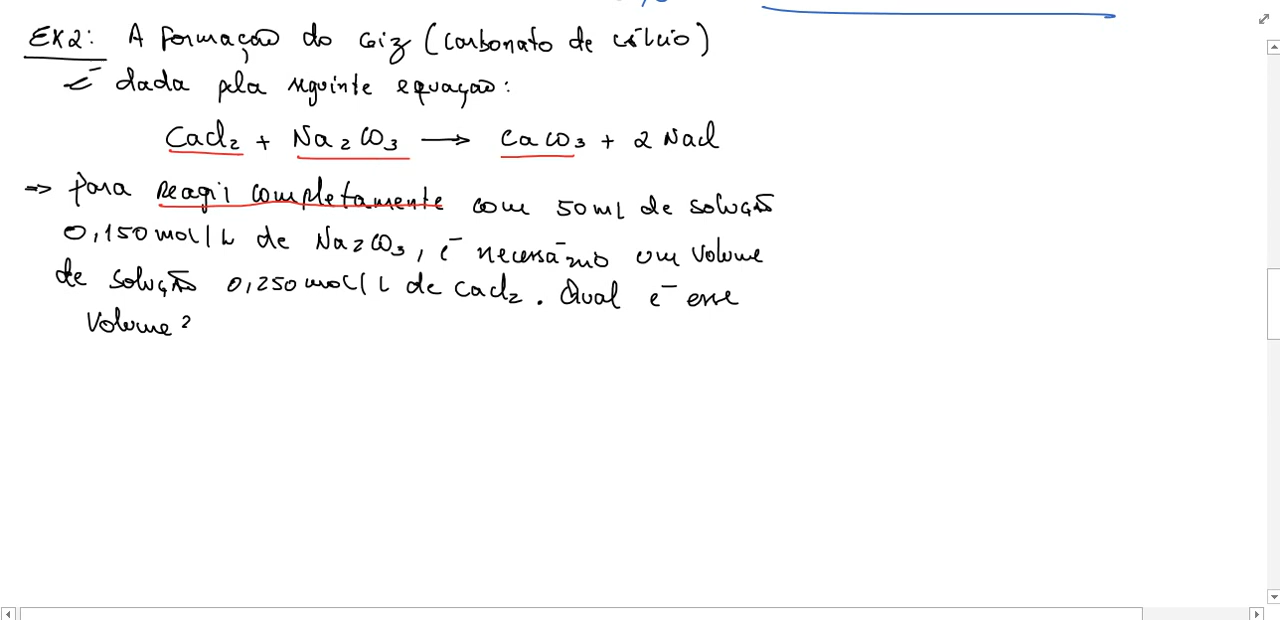 EX2: A formação do Giz (carbonato de cálcio)
é dada pela seguinte equação:
CaCl2 + Na2CO3 → CaCO3 + 2 NaCl
⇒ Para reagir completamente com 50 mL de solução
0,150 mol/L de Na2CO3, é necessário um volume
de solução 0,250 mol/L de CaCl2. Qual é esse
Volume?